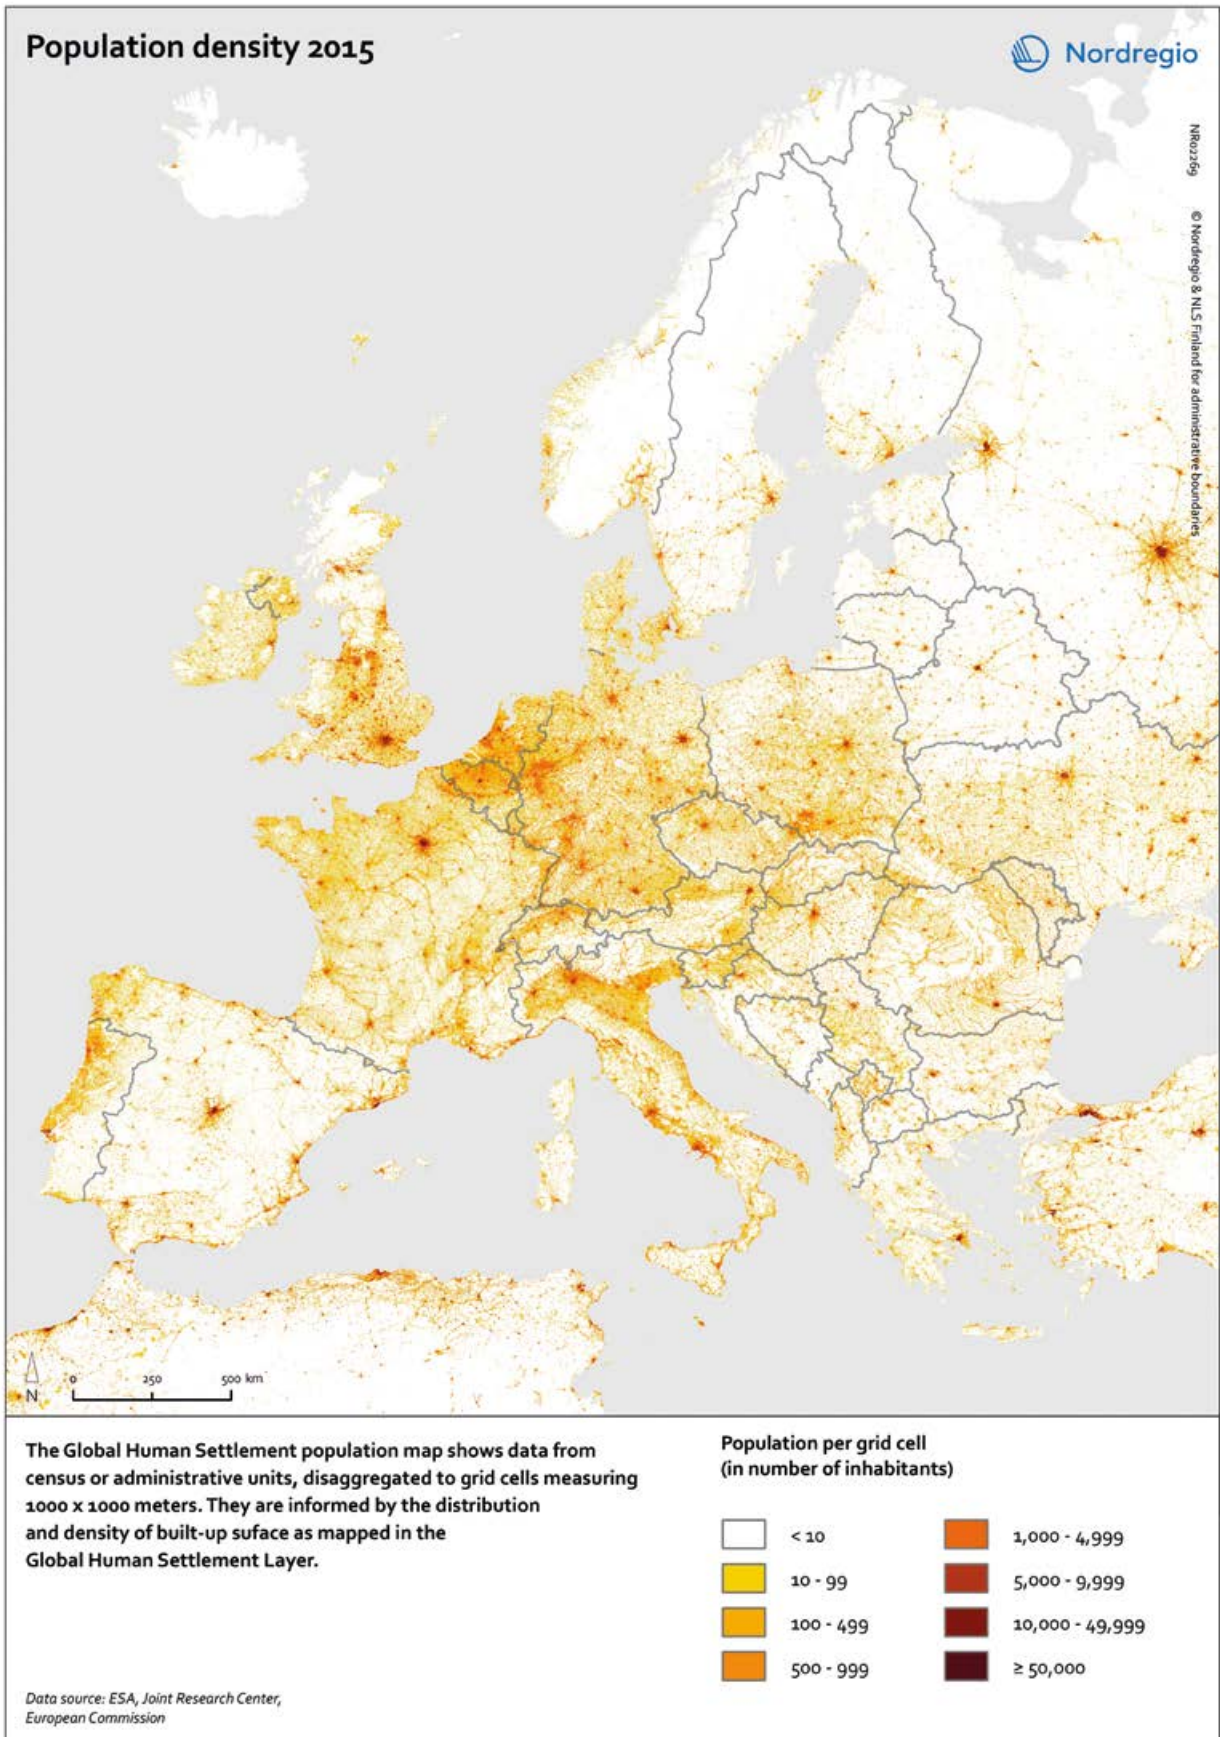 Population density 2015
Nordregio
NR02269
© Nordregio & NLS Finland for administrative boundaries
N
0 250 500 km
The Global Human Settlement population map shows data from
census or administrative units, disaggregated to grid cells measuring
1000 x 1000 meters. They are informed by the distribution
and density of built-up suface as mapped in the
Global Human Settlement Layer.
Data source: ESA, Joint Research Center,
European Commission
Population per grid cell
(in number of inhabitants)
< 10
10 - 99
100 - 499
500 - 999
1,000 - 4,999
5,000 - 9,999
10,000 - 49,999
≥ 50,000